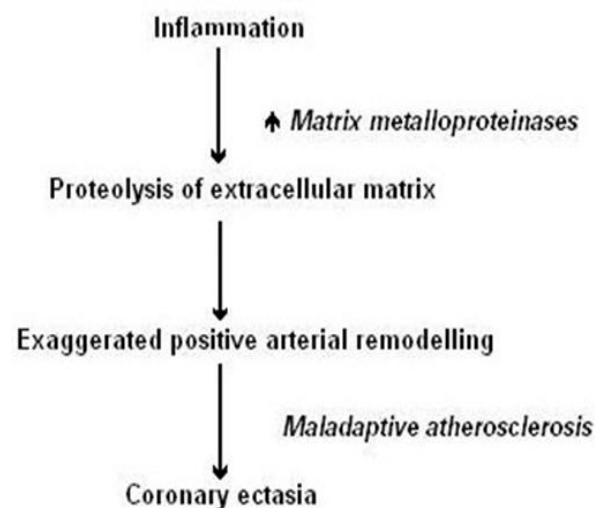 Inflammation
Matrix metalloproteinases
Proteolysis of extracellular matrix
Exaggerated positive arterial remodelling
Maladaptive atherosclerosis
Coronary ectasia